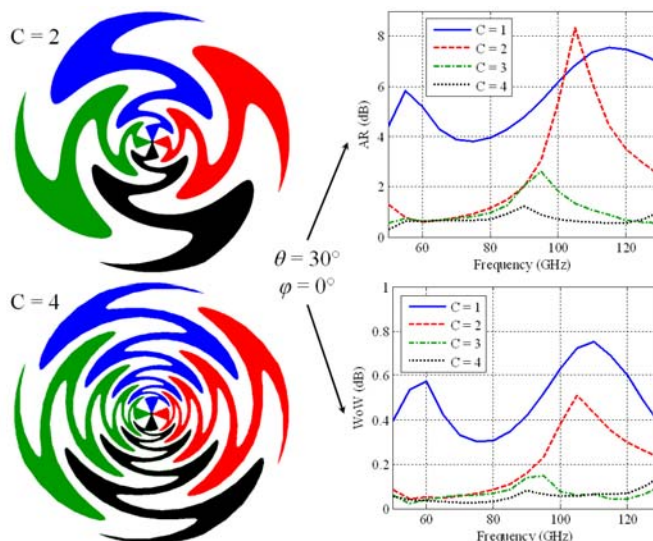 C = 2
C = 4
θ = 30°
φ = 0°
8
6
4
2
0
AR (dB)
C = 1
C = 2
C = 3
C = 4
60
80
100
120
Frequency (GHz)
1
0.8
0.6
0.4
0.2
0
WoW (dB)
C = 1
C = 2
C = 3
C = 4
60
80
100
120
Frequency (GHz)